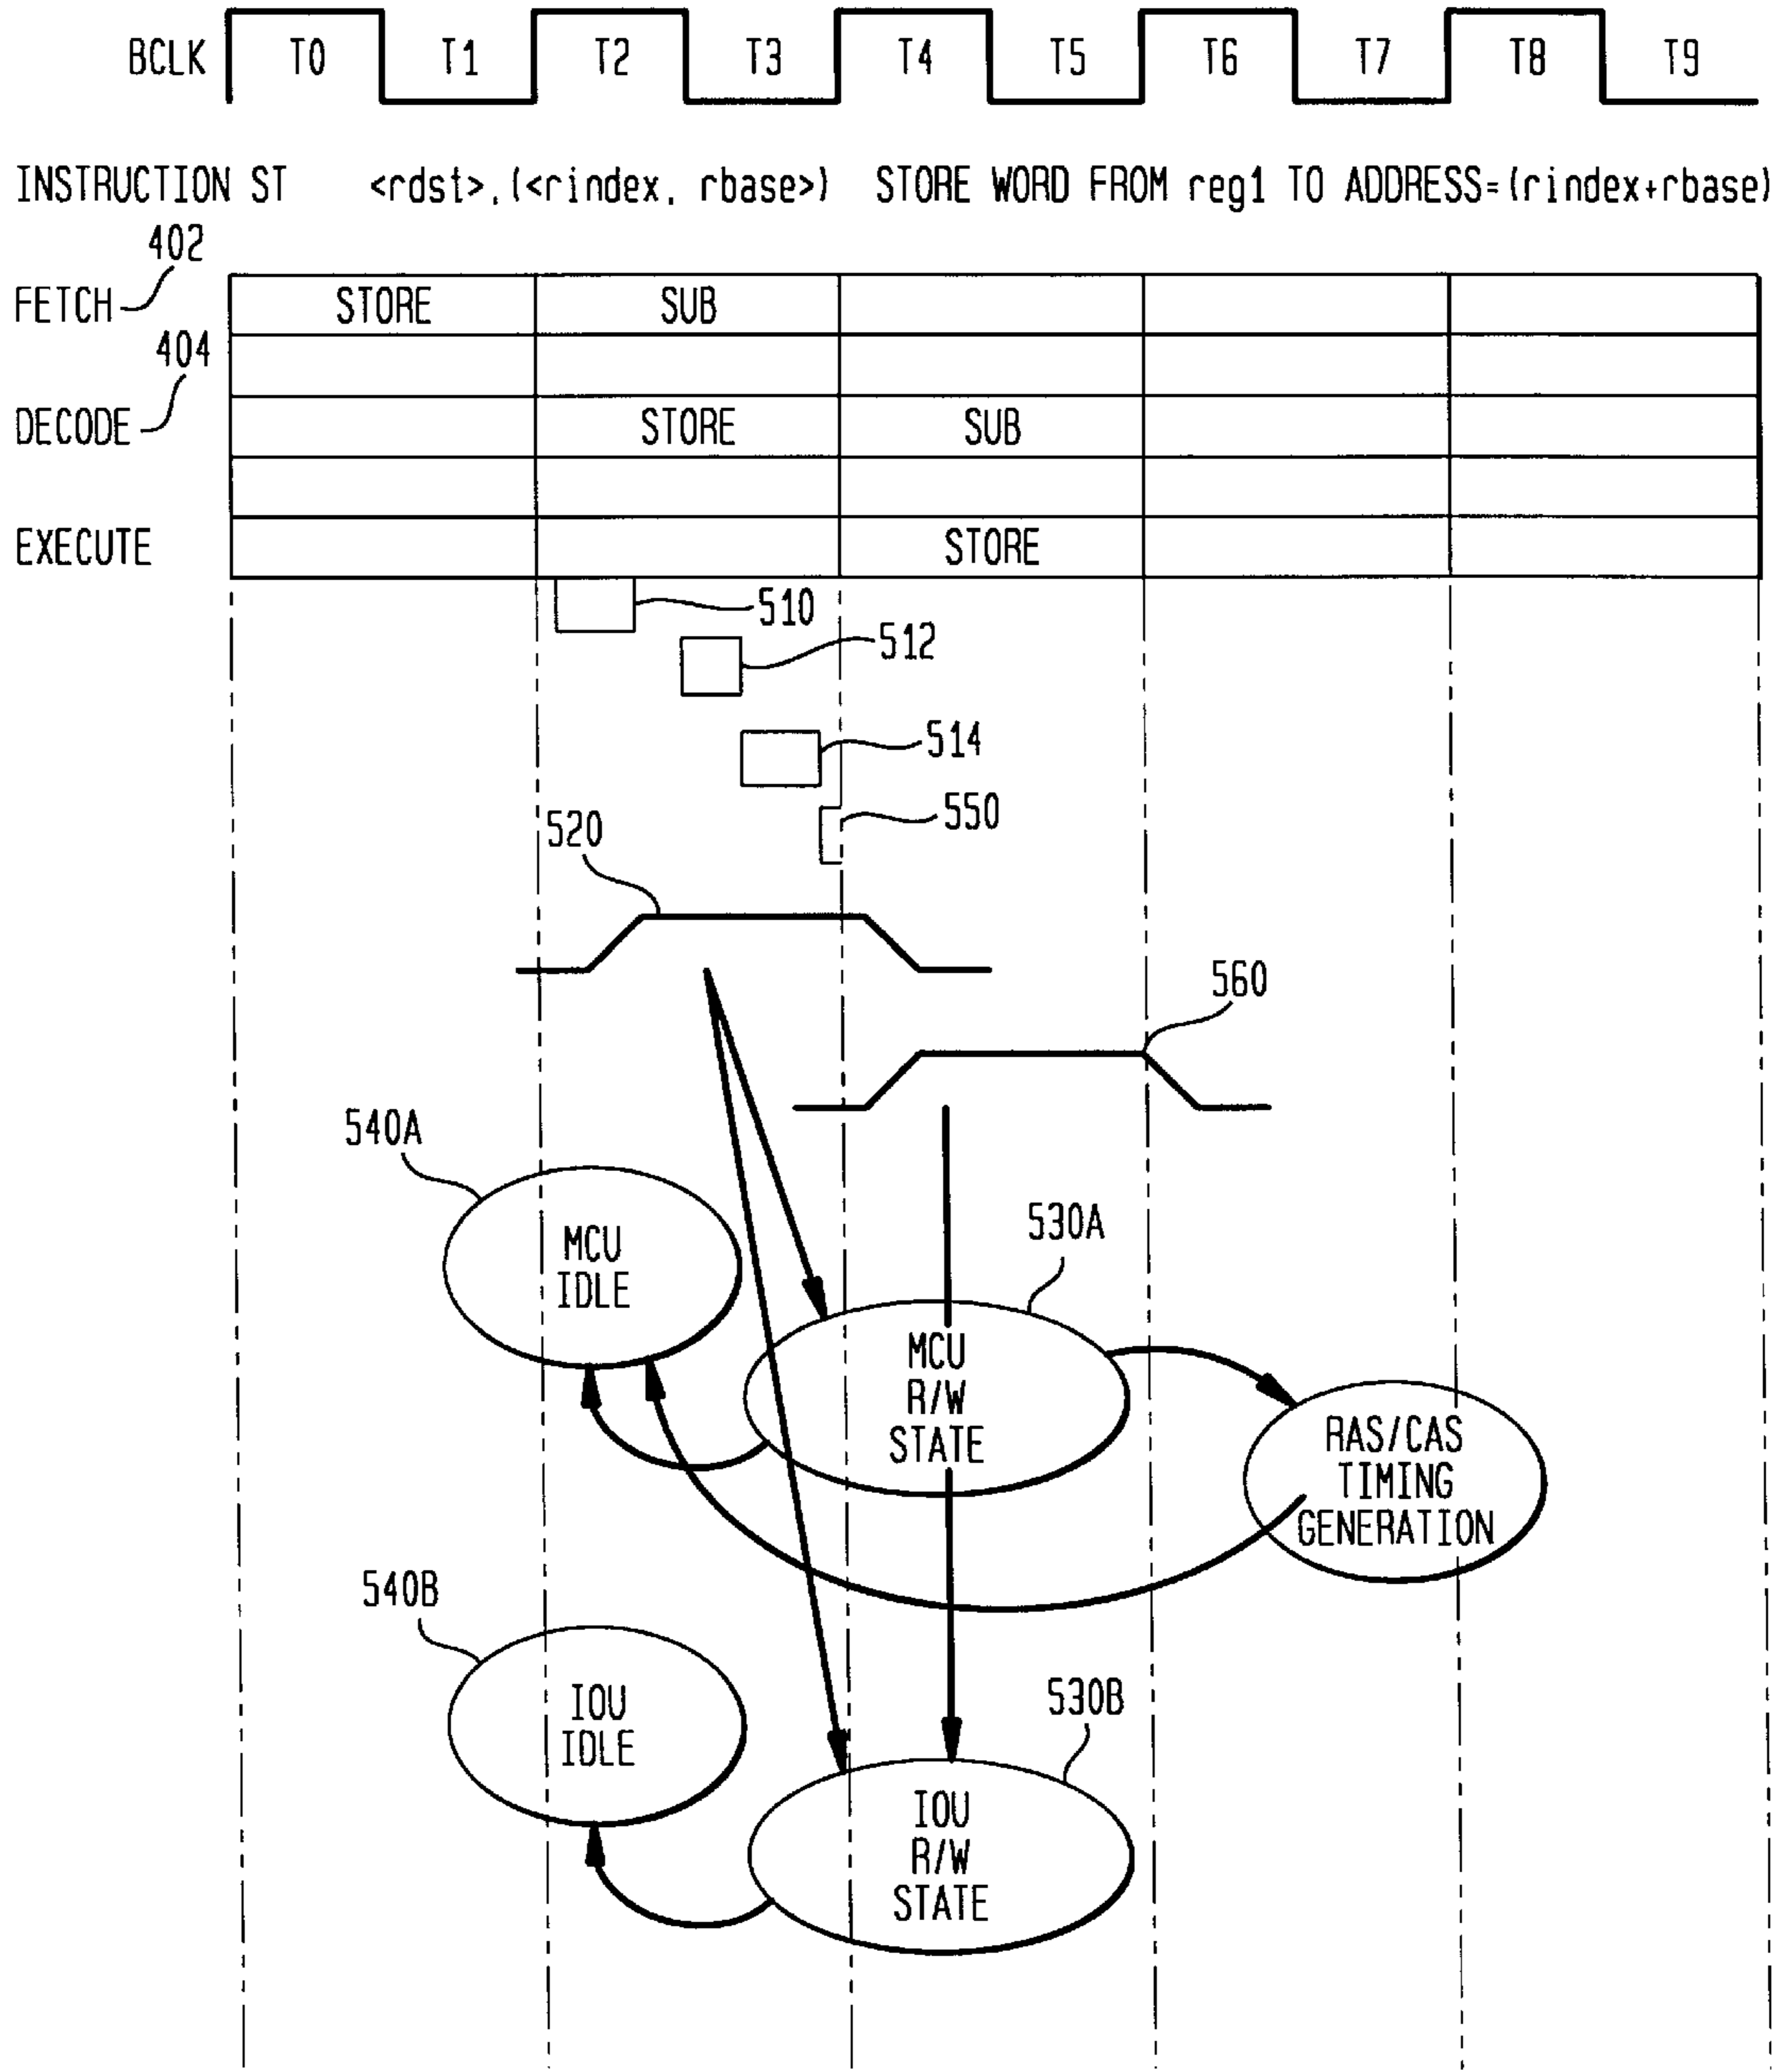 BCLK T0 T1 T2 T3 T4 T5 T6 T7 T8 T9
INSTRUCTION ST <rdst>,(<rindex, rbase>) STORE WORD FROM reg1 TO ADDRESS=(rindex+rbase)
402
FETCH STORE SUB
404
DECODE STORE SUB
EXECUTE STORE
510
512
514
550
520
560
540A
MCU
IDLE
530A
MCU
R/W
STATE
RAS/CAS
TIMING
GENERATION
540B
IOU
IDLE
530B
IOU
R/W
STATE